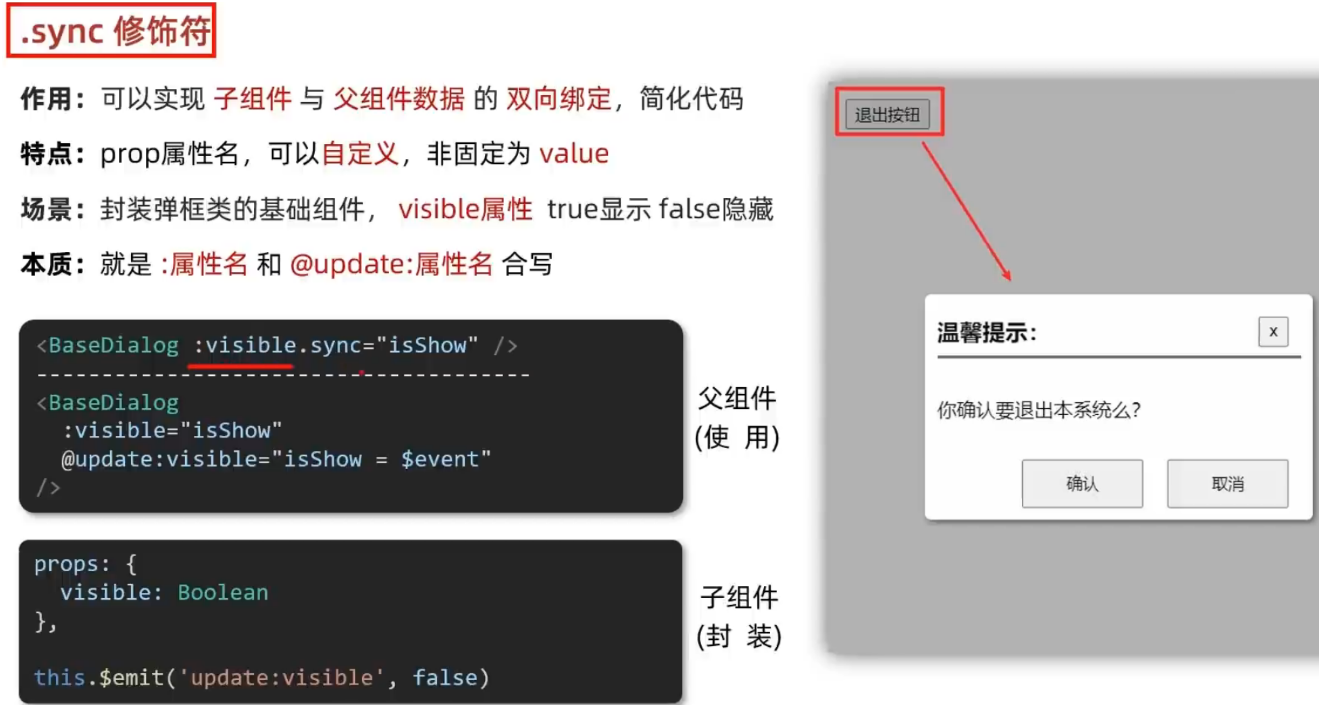 .sync 修饰符
作用：可以实现 子组件 与 父组件数据 的 双向绑定，简化代码
特点：prop属性名，可以自定义，非固定为 value
场景：封装弹框类的基础组件， visible属性 true显示 false隐藏
本质：就是 :属性名 和 @update:属性名 合写
<BaseDialog :visible.sync="isShow" />
---------------------------------------
<BaseDialog
  :visible="isShow"
  @update:visible="isShow = $event"
/>
父组件
(使 用)
props: {
  visible: Boolean
},
this.$emit('update:visible', false)
子组件
(封 装)
退出按钮
温馨提示：
x
你确认要退出本系统么？
确认
取消